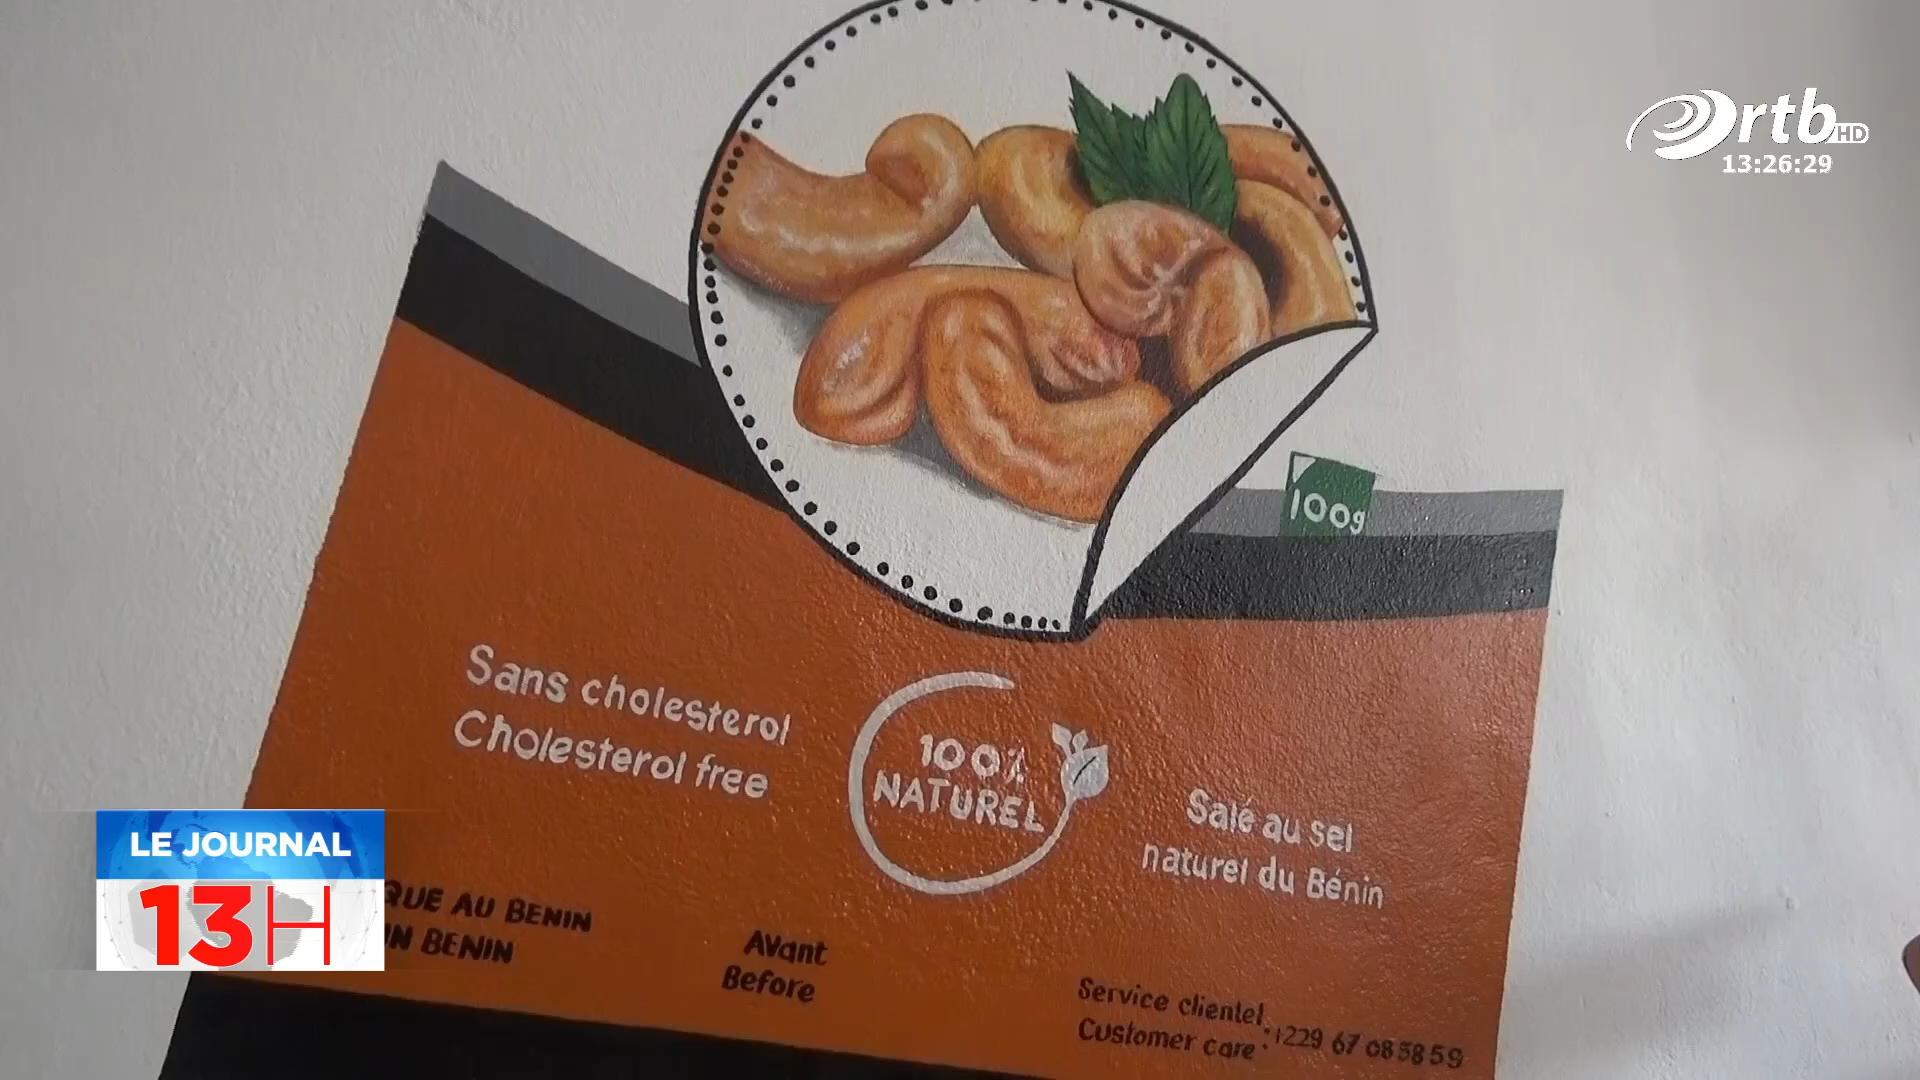 rtb HD
13:26:29
100g
Sans cholesterol
Cholesterol free
100%
NATUREL
Salé au sel
naturel du Bénin
LE JOURNAL
13H
AU BENIN
BENIN
Avant
Before
Service clientel
Customer care : +229 67 08 58 59